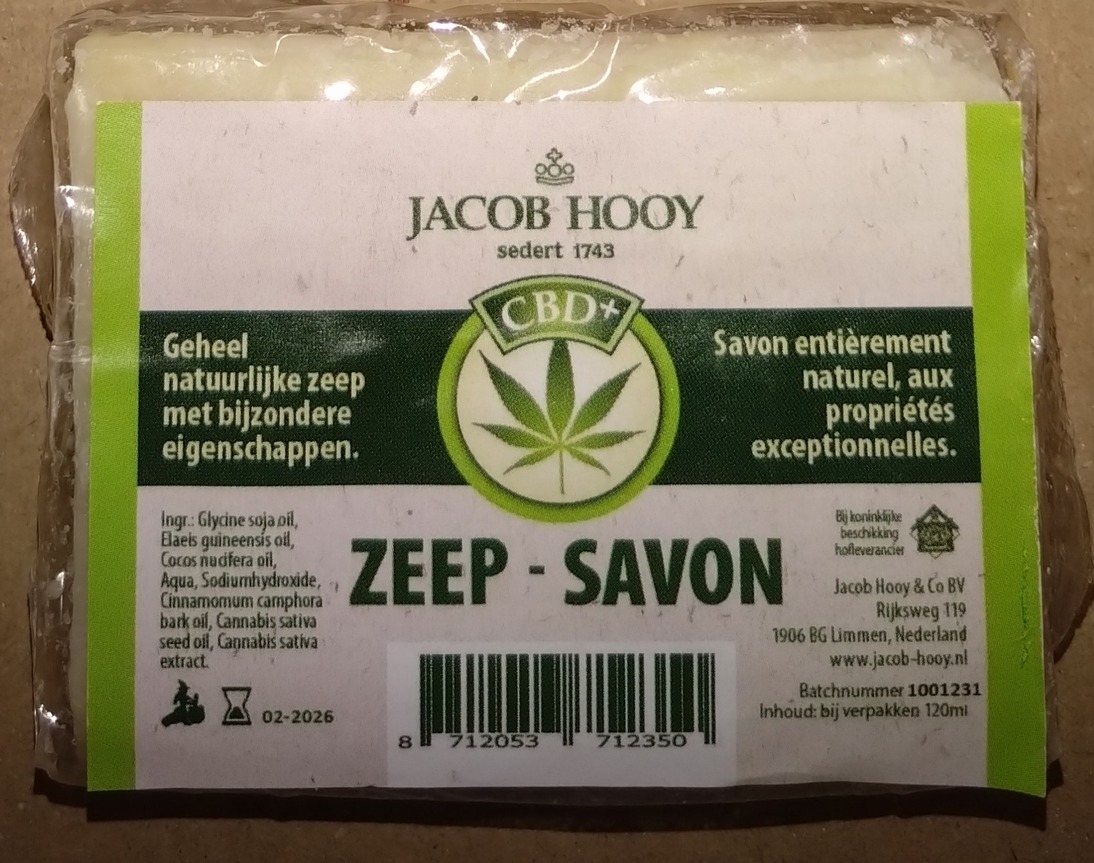 JACOB HOOY
sedert 1743
CBD+
Geheel
natuurlijke zeep
met bijzondere
eigenschappen.
Savon entièrement
naturel, aux
propriétés
exceptionnelles.
Ingr.: Glycine soja oil,
Elaeis guineensis oil,
Cocos nucifera oil,
Aqua, Sodiumhydroxide,
Cinnamomum camphora
bark oil, Cannabis sativa
seed oil, Cannabis sativa
extract.
02-2026
ZEEP - SAVON
8 712053 712350
Bij koninklijke
beschikking
hofleverancier
Jacob Hooy & Co BV
Rijksweg 119
1906 BG Limmen, Nederland
www.jacob-hooy.nl
Batchnummer 1001231
Inhoud: bij verpakken 120ml